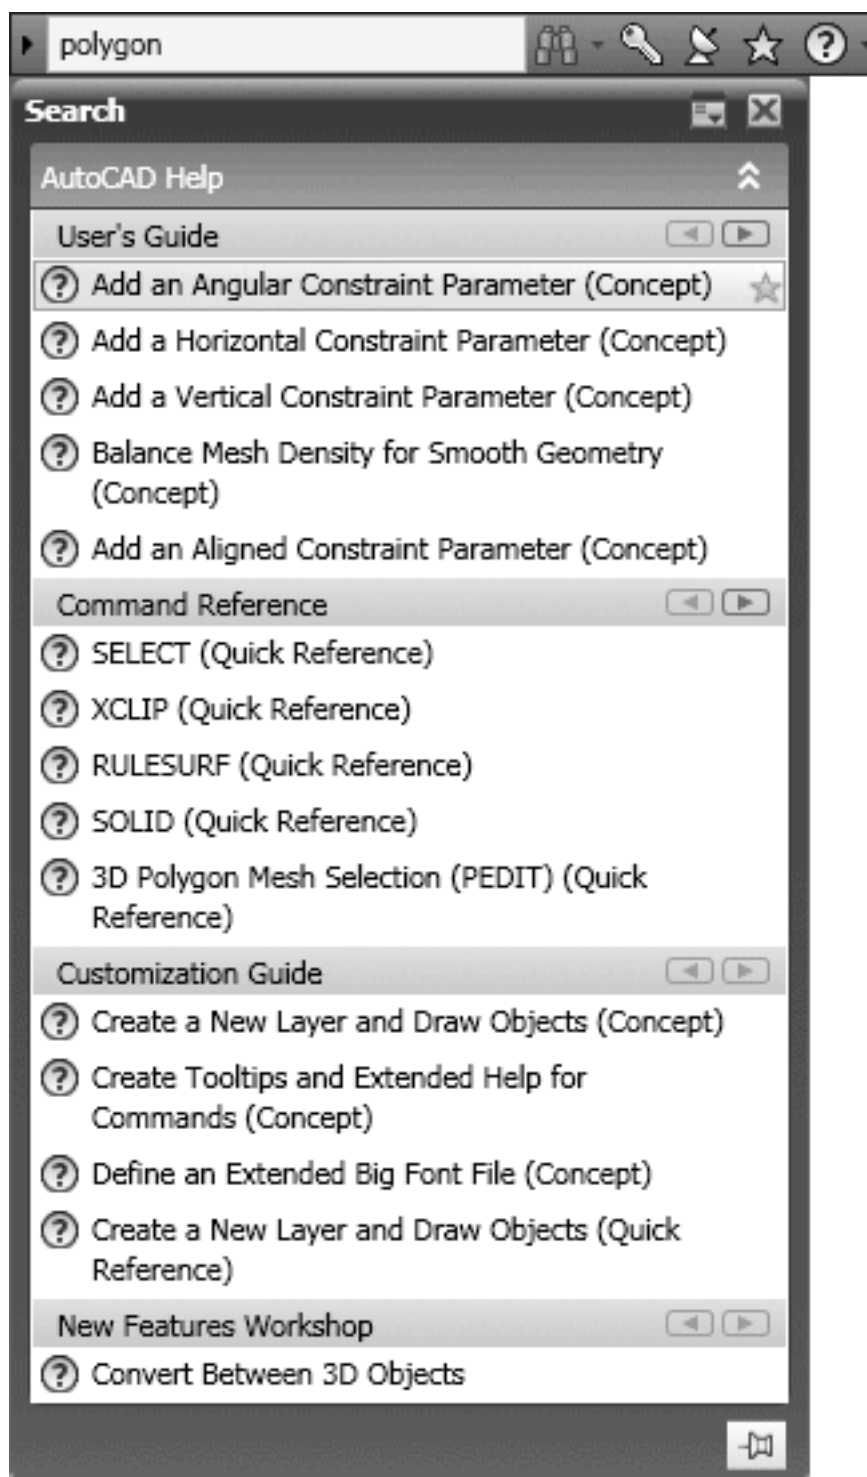 polygon
Search
AutoCAD Help
User's Guide
Add an Angular Constraint Parameter (Concept)
Add a Horizontal Constraint Parameter (Concept)
Add a Vertical Constraint Parameter (Concept)
Balance Mesh Density for Smooth Geometry
(Concept)
Add an Aligned Constraint Parameter (Concept)
Command Reference
SELECT (Quick Reference)
XCLIP (Quick Reference)
RULESURF (Quick Reference)
SOLID (Quick Reference)
3D Polygon Mesh Selection (PEDIT) (Quick
Reference)
Customization Guide
Create a New Layer and Draw Objects (Concept)
Create Tooltips and Extended Help for
Commands (Concept)
Define an Extended Big Font File (Concept)
Create a New Layer and Draw Objects (Quick
Reference)
New Features Workshop
Convert Between 3D Objects